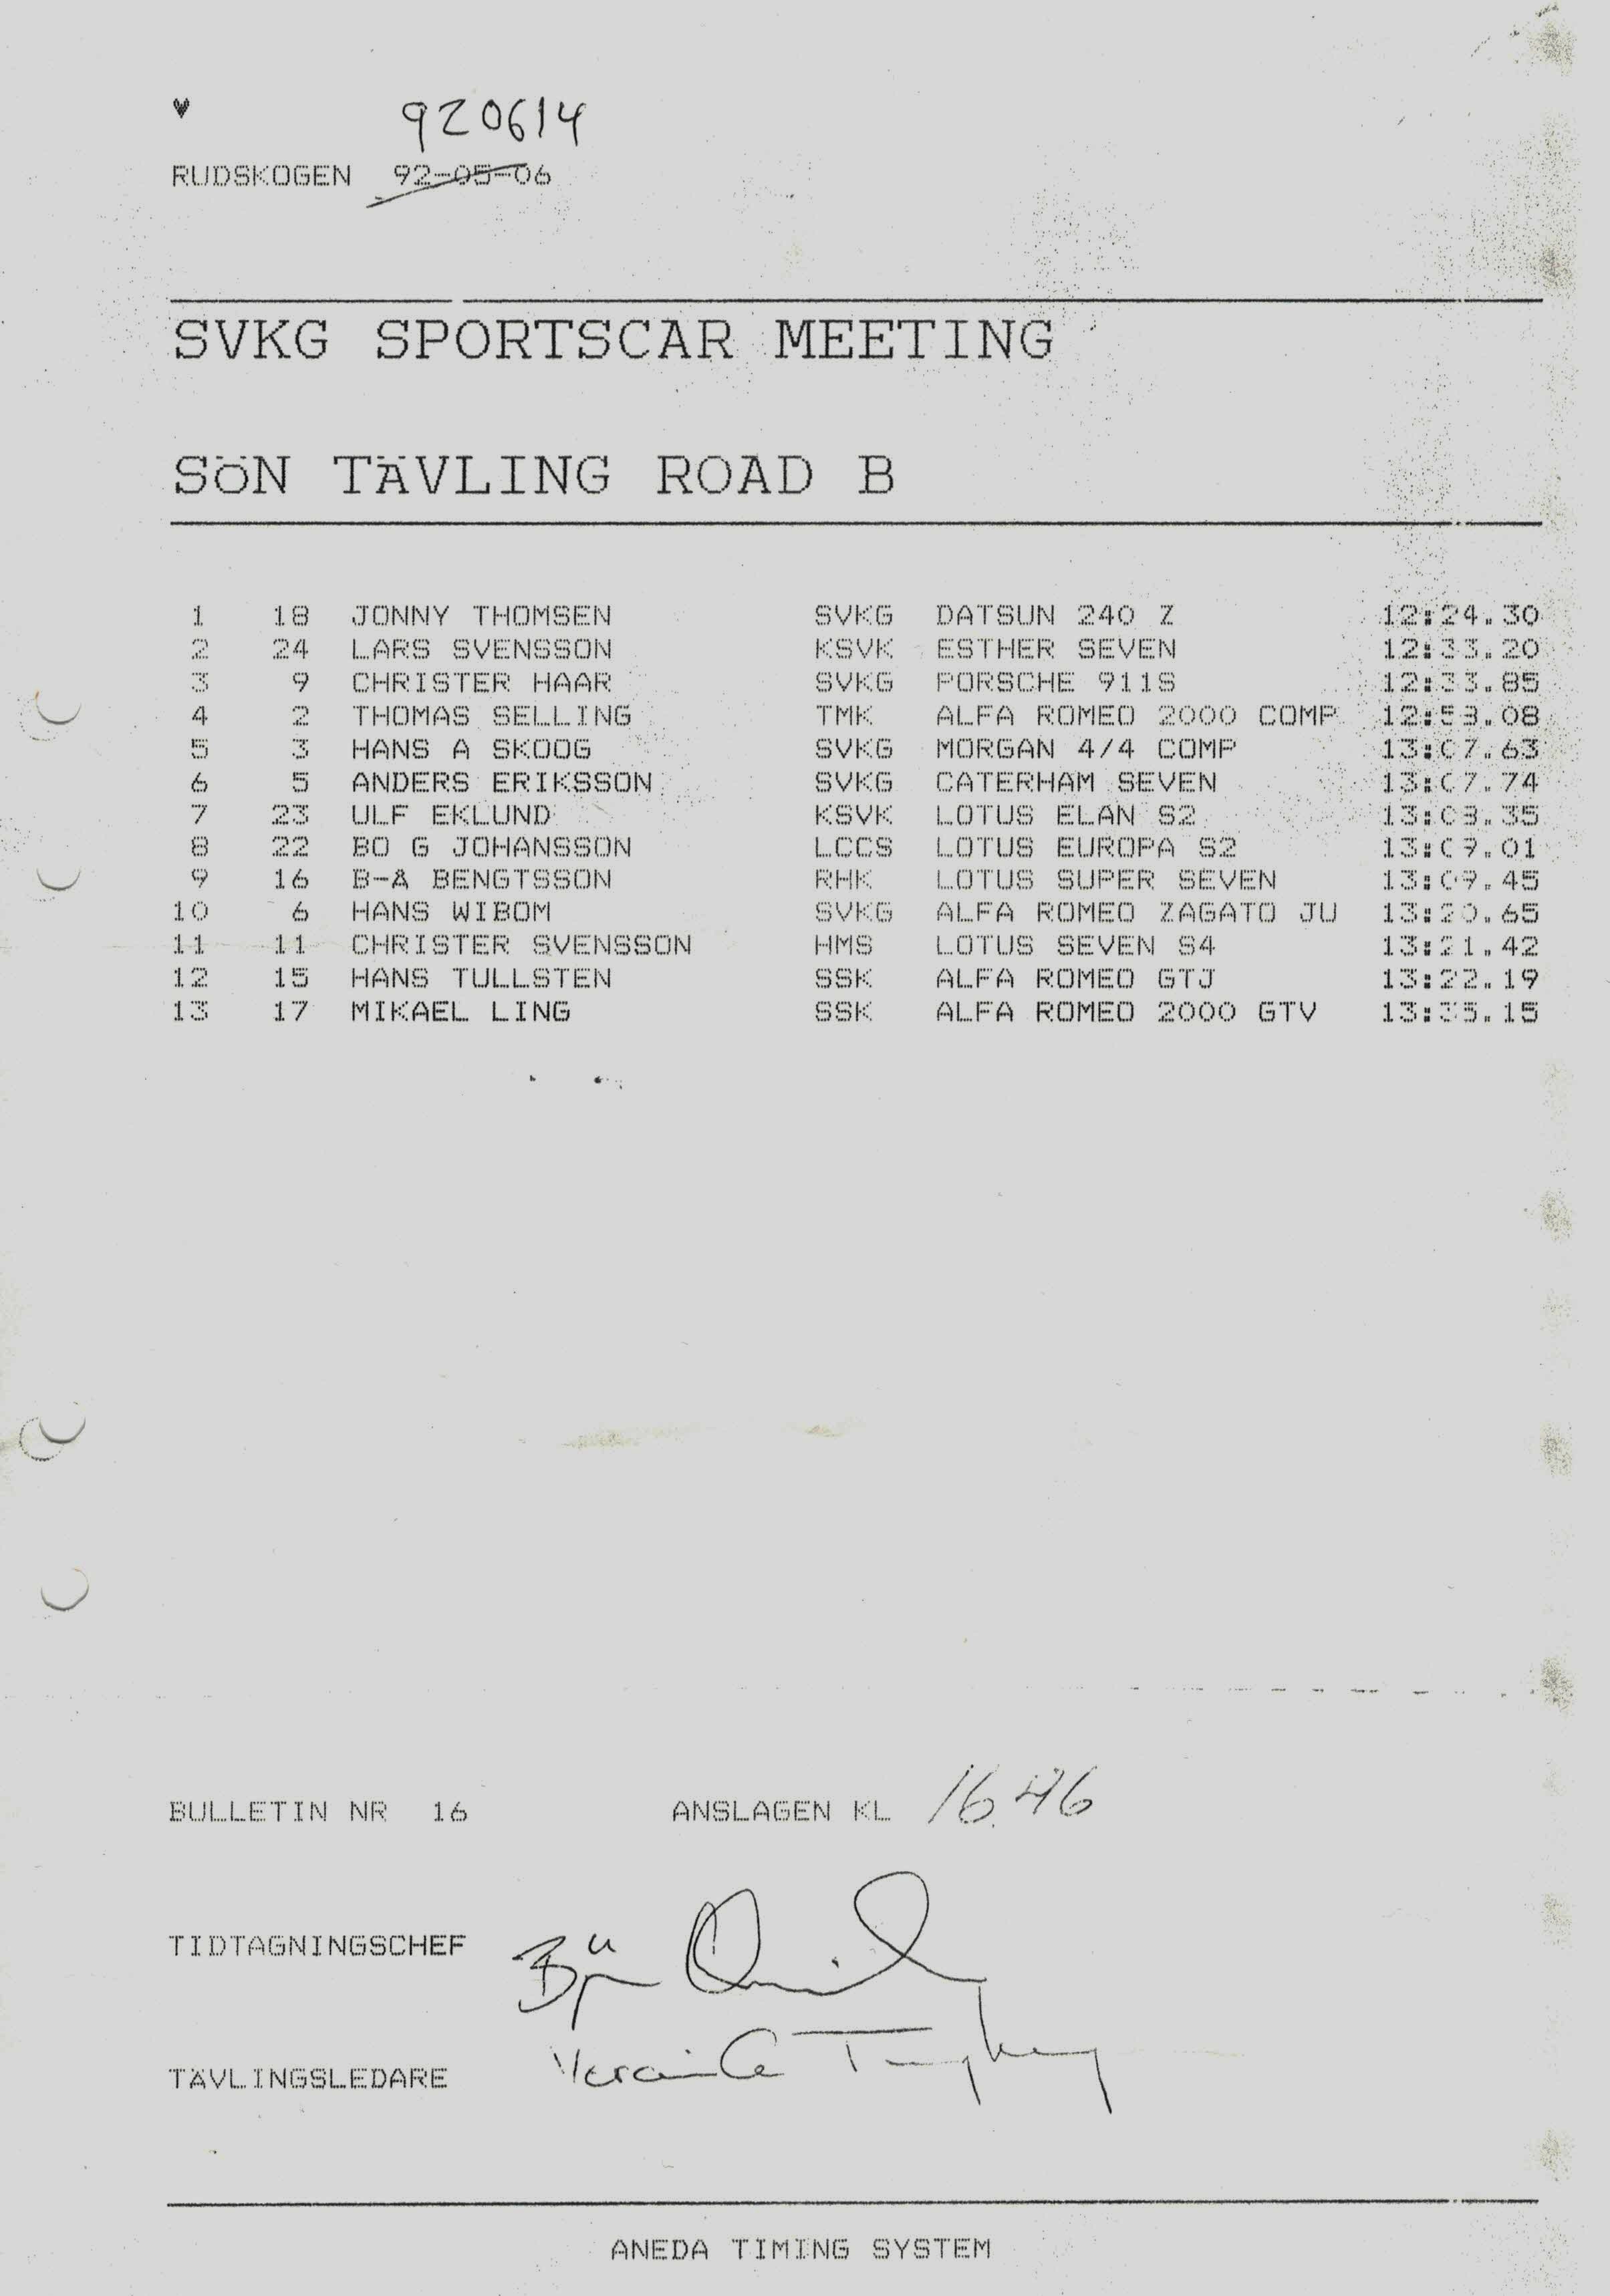 ♥ 920614
RUDSKOGEN 92-05-06
SVKG SPORTSCAR MEETING
SöN TÄVLING ROAD B
1 18 JONNY THOMSEN SVKG DATSUN 240 Z 12:24.30
2 24 LARS SVENSSON KSVK ESTHER SEVEN 12:33.20
3 9 CHRISTER HAAR SVKG PORSCHE 911S 12:33.85
4 2 THOMAS SELLING TMK ALFA ROMEO 2000 COMP
5 3 HANS A SKOOG SVKG MORGAN 4/4 COMP 13:07.63
6 5 ANDERS ERIKSSON SVKG CATERHAM SEVEN 13:07.74
7 23 ULF EKLUND KSVK LOTUS ELAN S2
8 22 BO G JOHANSSON LCCS LOTUS EUROPA S2 13:09.01
9 16 B-Å BENGTSSON RHK LOTUS SUPER SEVEN 13:09.45
10 6 HANS WIBOM SVKG ALFA ROMEO ZAGATO JU 13:20.65
11 11 CHRISTER SVENSSON HMS LOTUS SEVEN S4 13:21.42
12 15 HANS TULLSTEN SSK ALFA ROMEO GTJ 13:22.19
13 17 MIKAEL LING SSK ALFA ROMEO 2000 GTV 13:35.15
BULLETIN NR 16 ANSLAGEN KL 16.46
TIDTAGNINGSCHEF
TÄVLINGSLEDARE
ANEDA TIMING SYSTEM